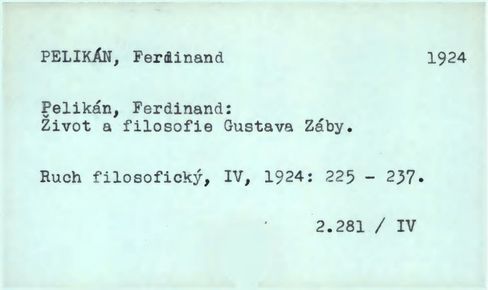 PELIKÁN, Ferdinand 1924
Pelikán, Ferdinand:
Život a filosofie Gustava Záby.
Ruch filosofický, IV, 1924: 225 - 237.
2.281 / IV